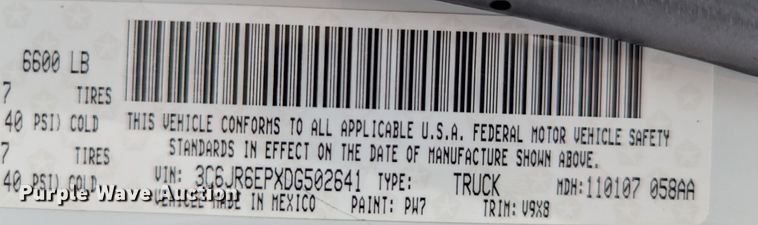 6600 LB
7 TIRES
40 PSI) COLD
7 TIRES
40 PSI) COLD
THIS VEHICLE CONFORMS TO ALL APPLICABLE U.S.A. FEDERAL MOTOR VEHICLE SAFETY
STANDARDS IN EFFECT ON THE DATE OF MANUFACTURE SHOWN ABOVE.
VIN: 3C6JR6EPXDG502641 TYPE: TRUCK MDH: 110107 058AA
VEHICLE MADE IN MEXICO PAINT: PW7 TRIM: V9X8
Purple Wave Auction